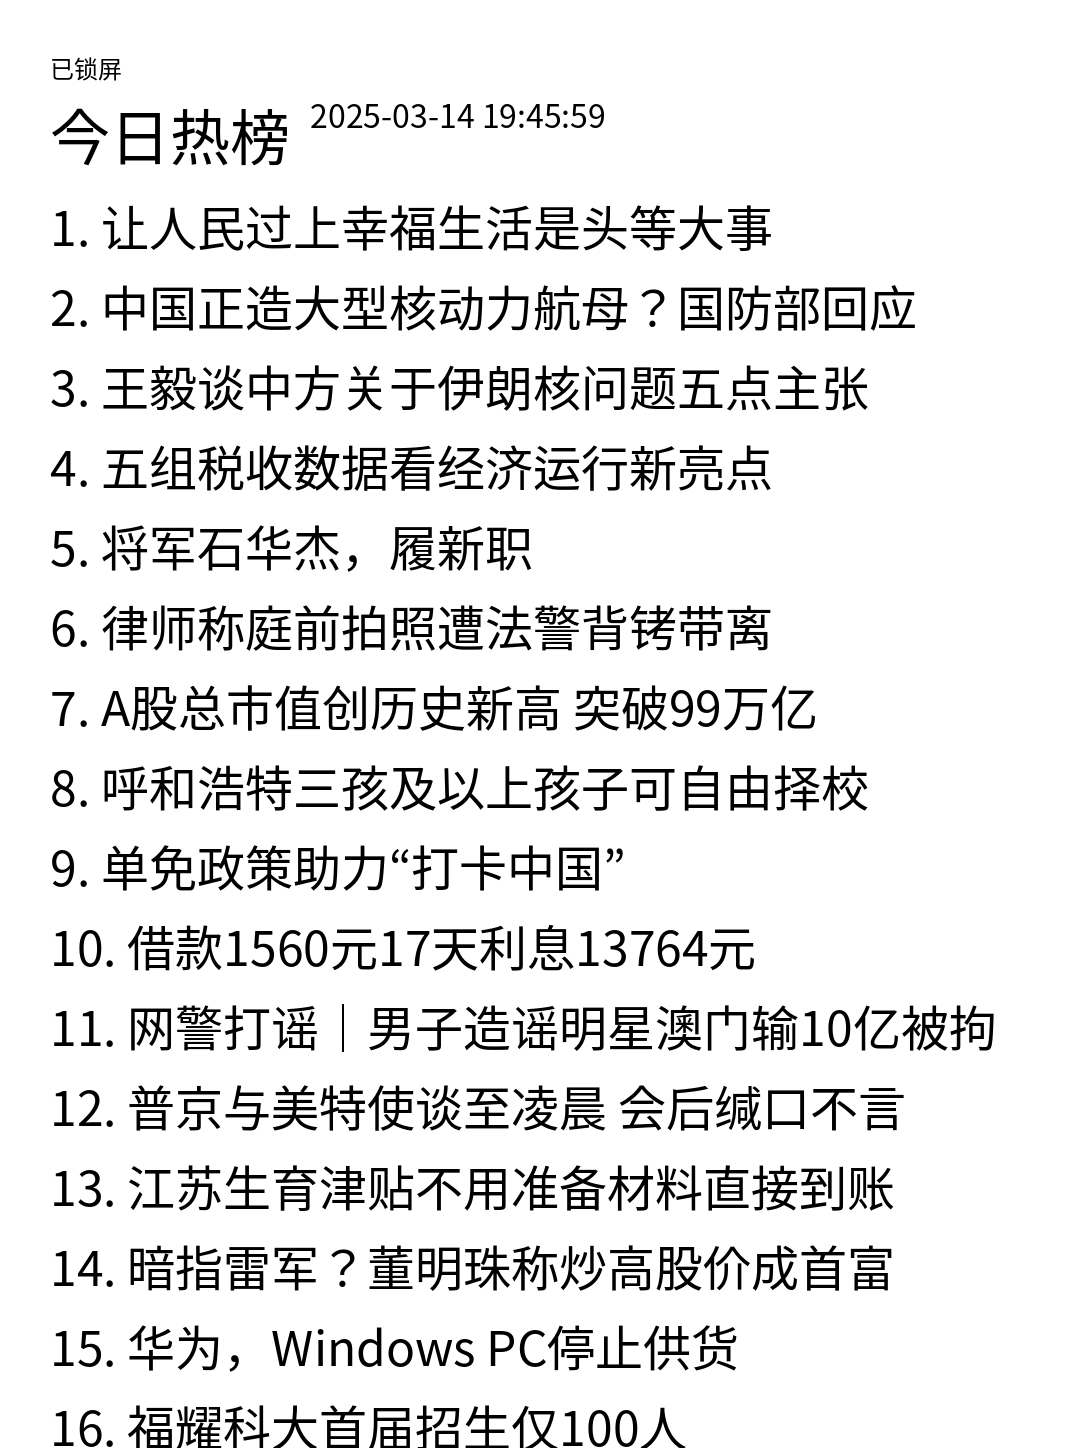 已锁屏
今日热榜 2025-03-14 19:45:59
1. 让人民过上幸福生活是头等大事
2. 中国正造大型核动力航母？国防部回应
3. 王毅谈中方关于伊朗核问题五点主张
4. 五组税收数据看经济运行新亮点
5. 将军石华杰，履新职
6. 律师称庭前拍照遭法警背铐带离
7. A股总市值创历史新高 突破99万亿
8. 呼和浩特三孩及以上孩子可自由择校
9. 单免政策助力“打卡中国”
10. 借款1560元17天利息13764元
11. 网警打谣｜男子造谣明星澳门输10亿被拘
12. 普京与美特使谈至凌晨 会后缄口不言
13. 江苏生育津贴不用准备材料直接到账
14. 暗指雷军？董明珠称炒高股价成首富
15. 华为，Windows PC停止供货
16. 福耀科大首届招生仅100人